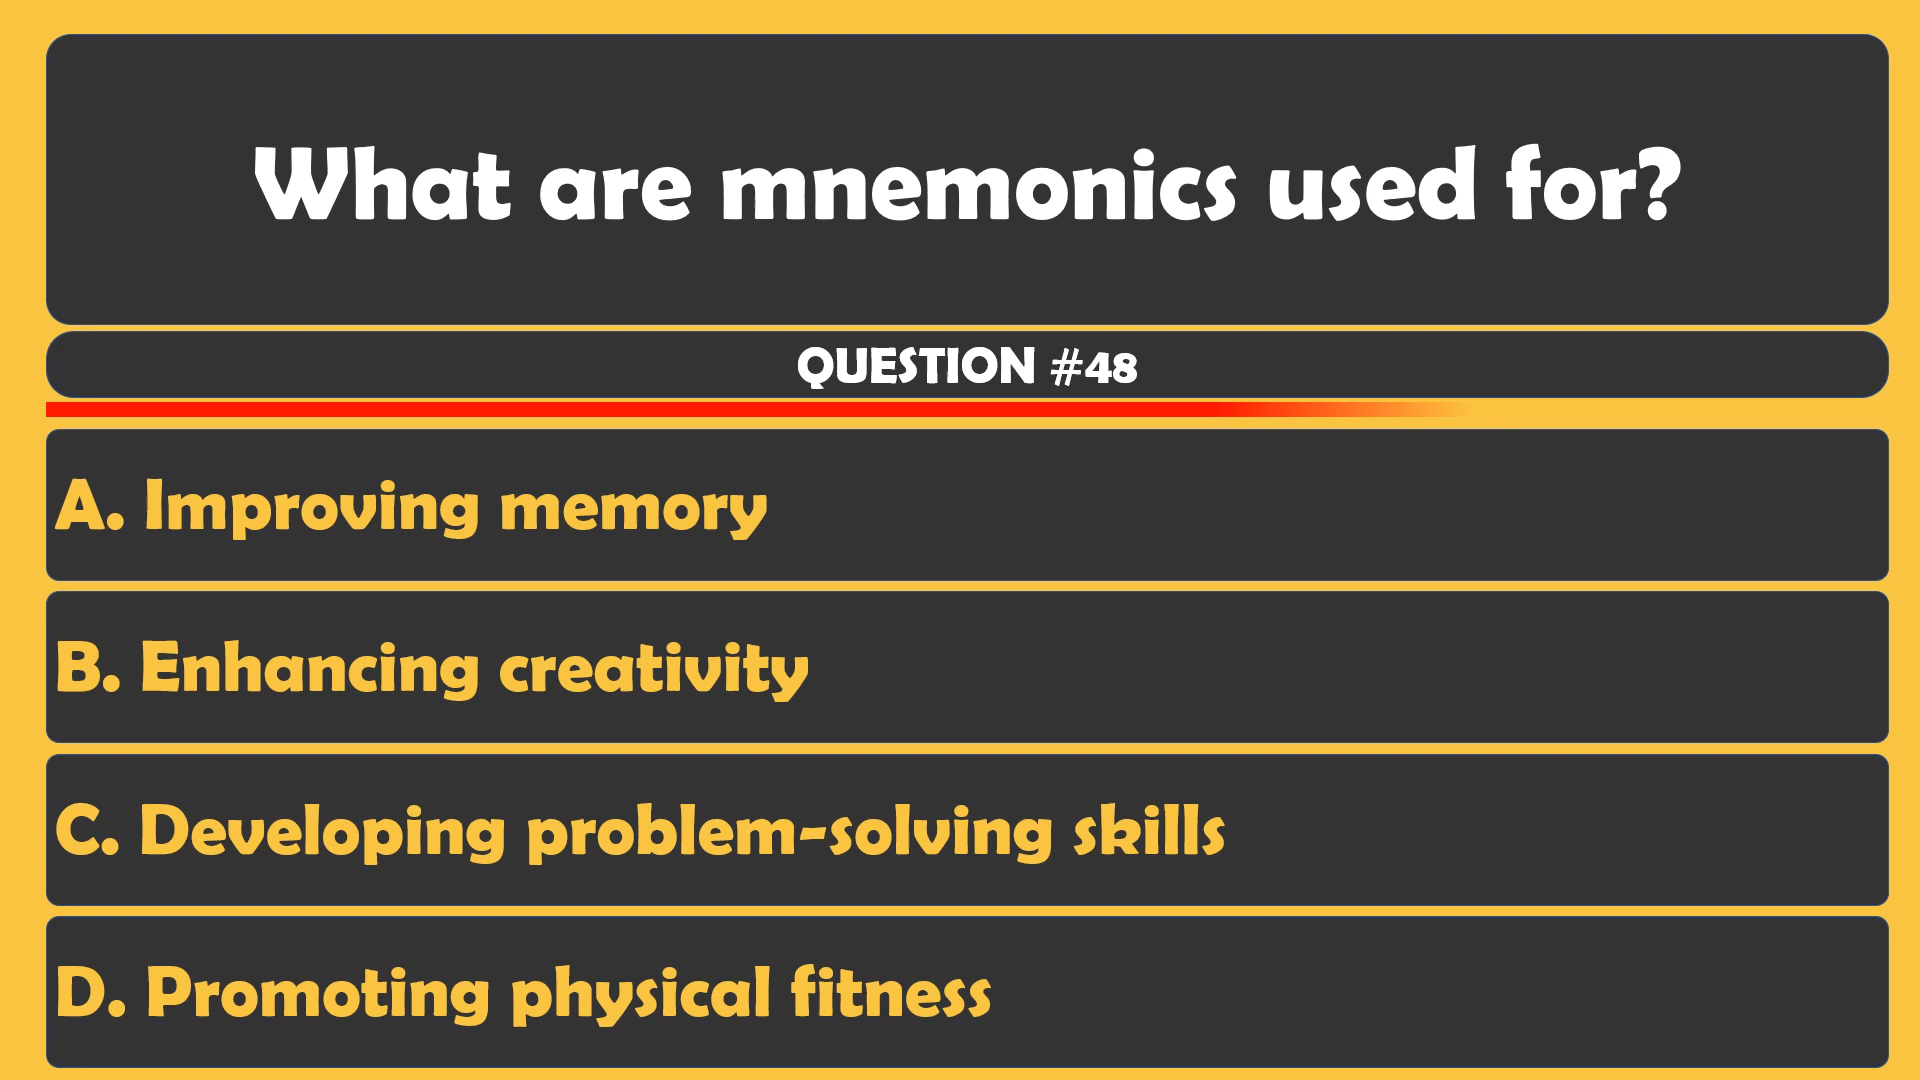 What are mnemonics used for?
QUESTION #48
A. Improving memory
B. Enhancing creativity
C. Developing problem-solving skills
D. Promoting physical fitness